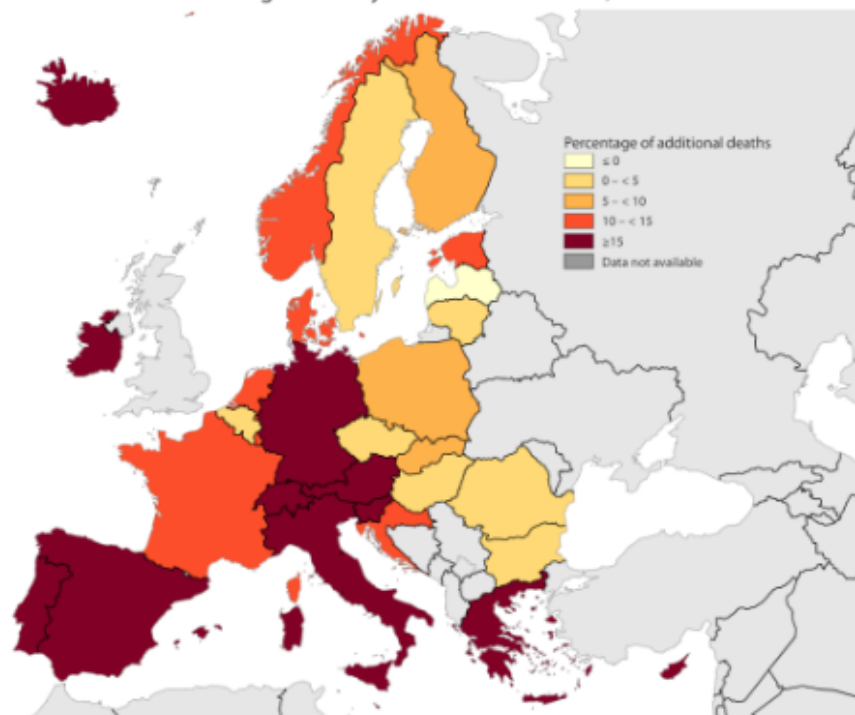 Percentage of additional deaths
≤ 0
0 – < 5
5 – < 10
10 – < 15
≥15
Data not available